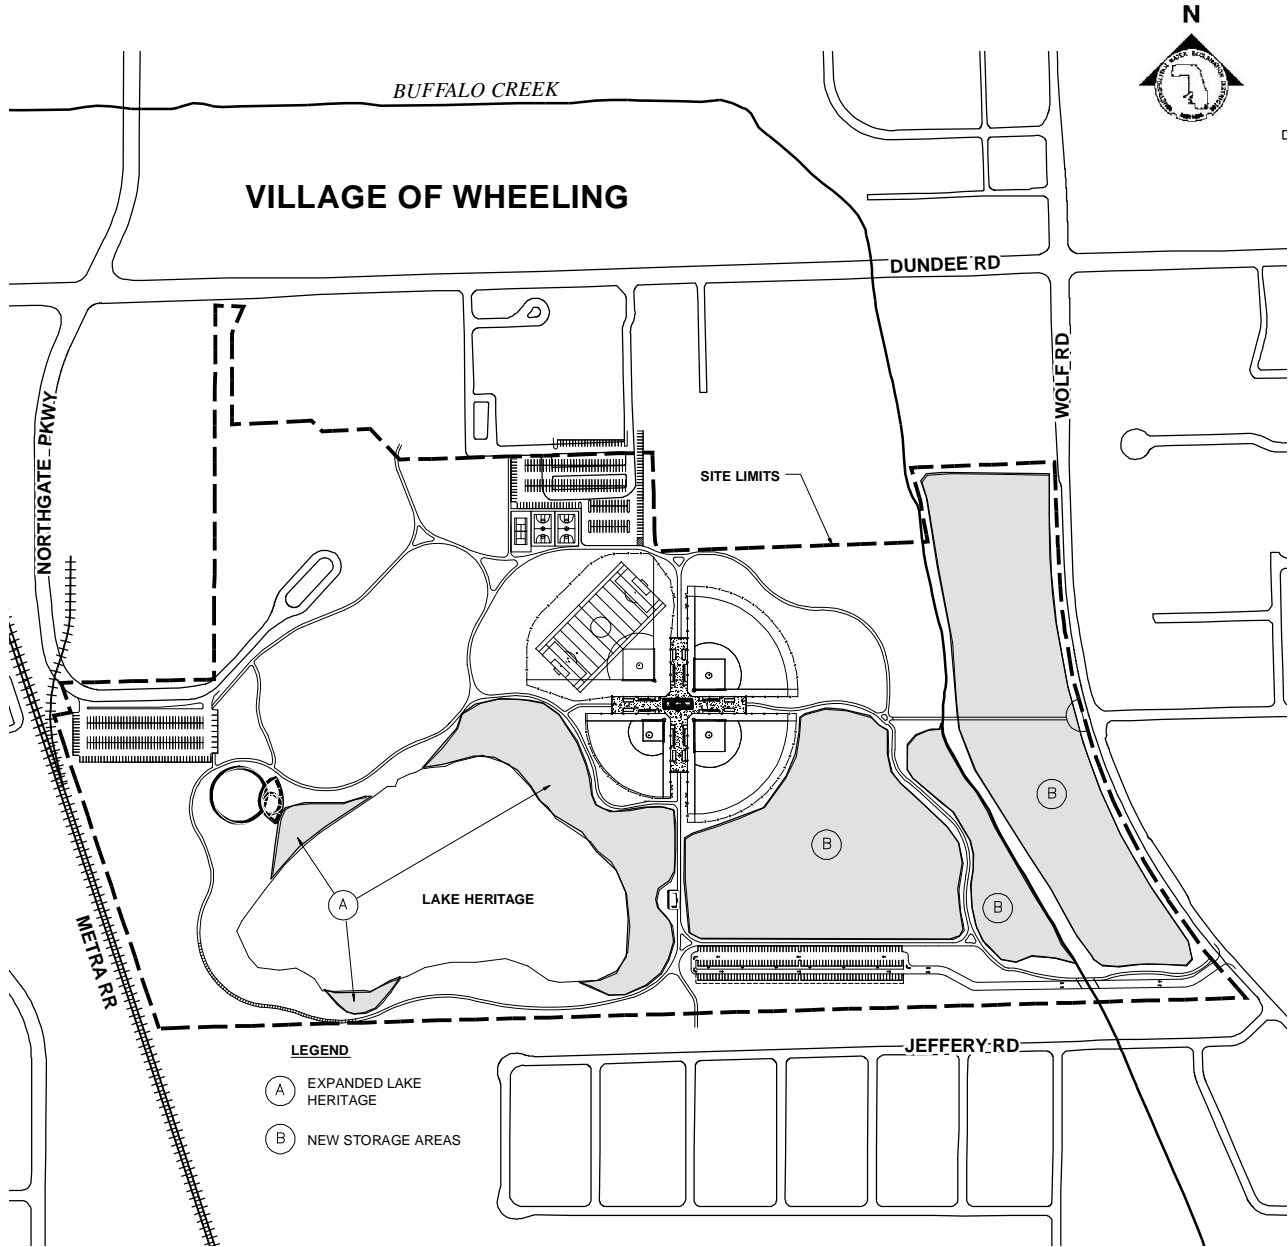 N
BUFFALO CREEK
VILLAGE OF WHEELING
DUNDEE RD
WOLF RD
NORTHGATE PKWY
SITE LIMITS
B
B
B
A
LAKE HERITAGE
METRA RR
JEFFERY RD
LEGEND
A EXPANDED LAKE
HERITAGE
B NEW STORAGE AREAS